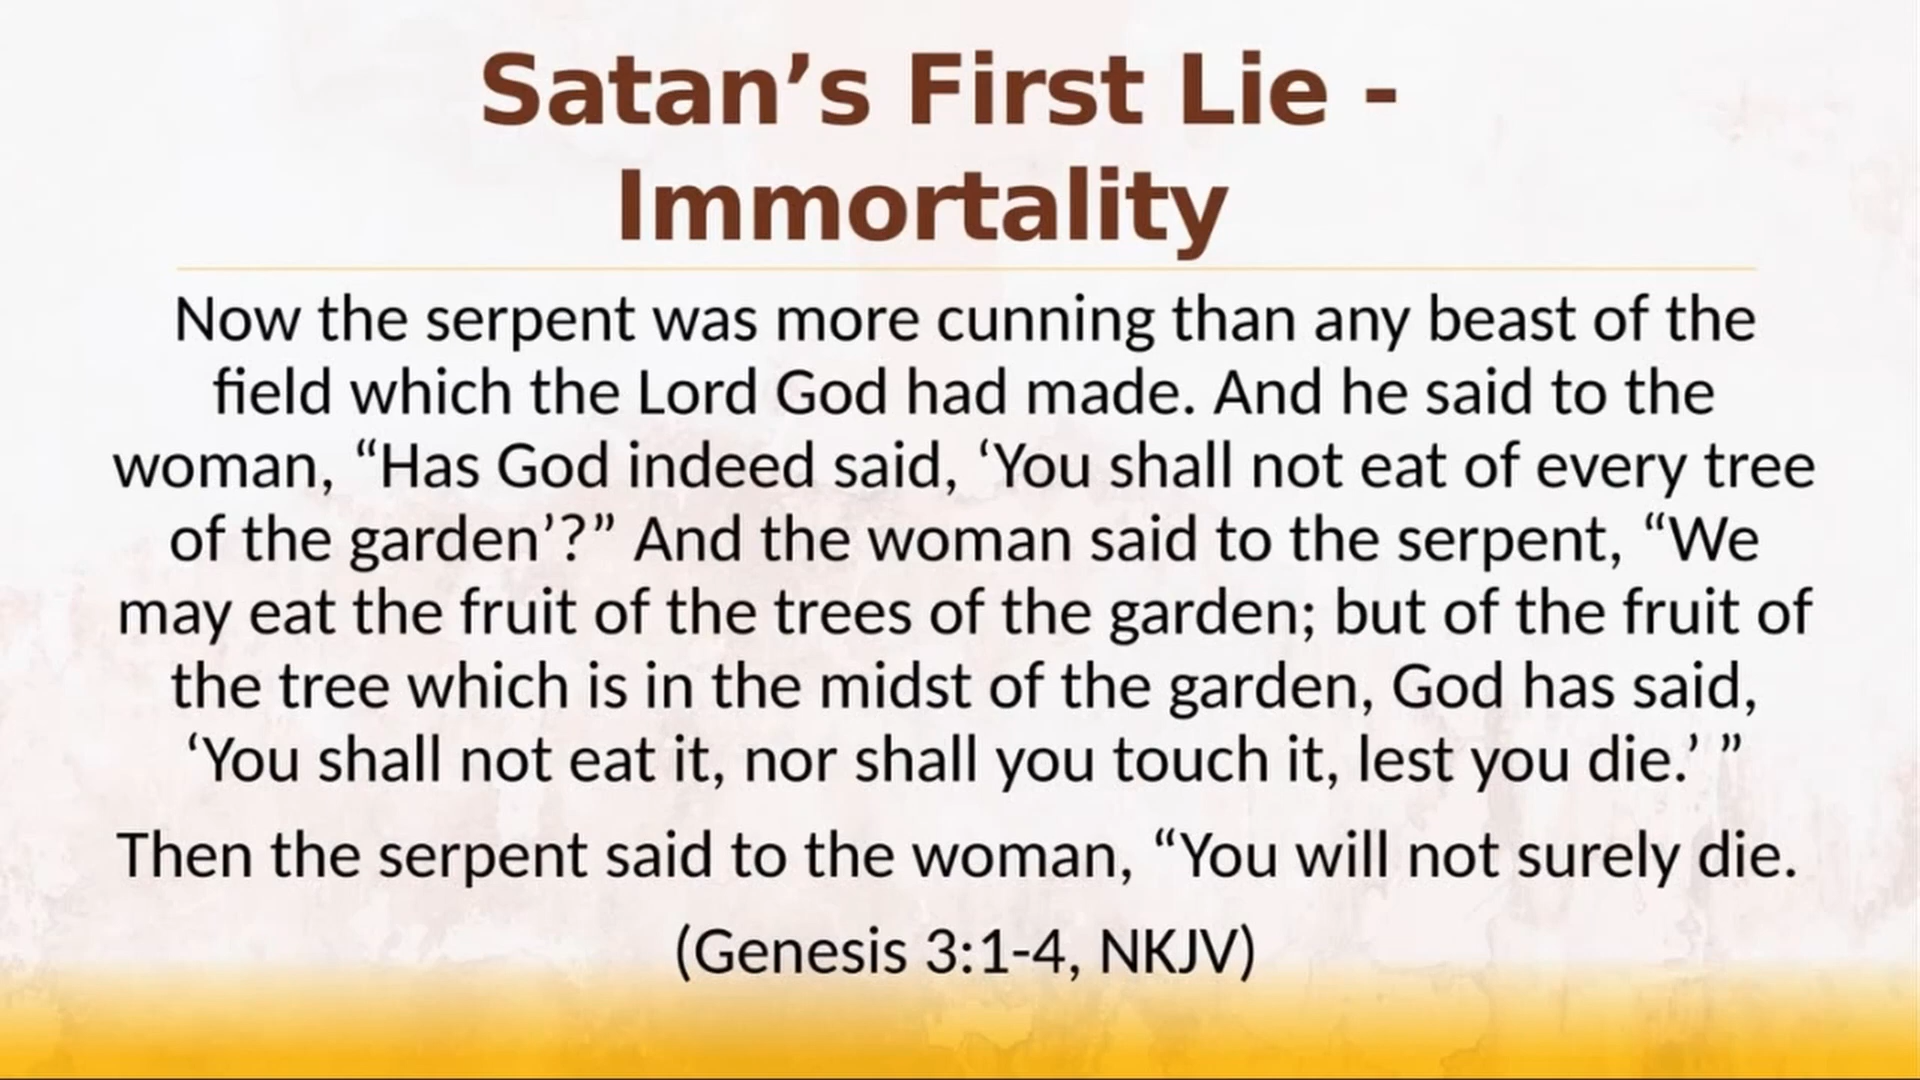 Satan’s First Lie -
Immortality
Now the serpent was more cunning than any beast of the
field which the Lord God had made. And he said to the
woman, “Has God indeed said, ‘You shall not eat of every tree
of the garden’?” And the woman said to the serpent, “We
may eat the fruit of the trees of the garden; but of the fruit of
the tree which is in the midst of the garden, God has said,
‘You shall not eat it, nor shall you touch it, lest you die.’ ”
Then the serpent said to the woman, “You will not surely die.
(Genesis 3:1-4, NKJV)